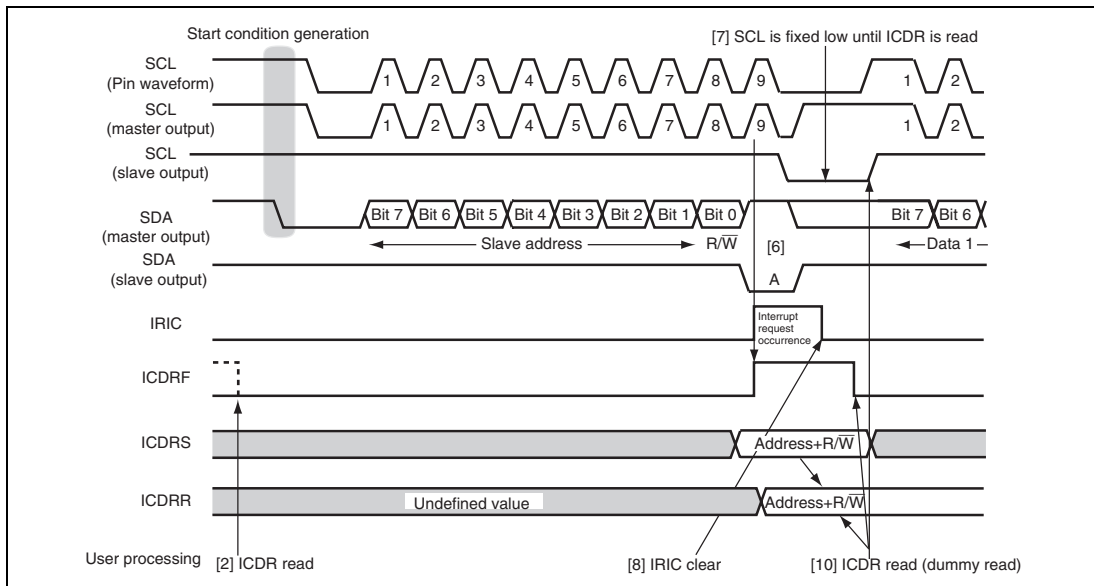 Start condition generation
[7] SCL is fixed low until ICDR is read
SCL
(Pin waveform)
1 2 3 4 5 6 7 8 9 1 2
SCL
(master output)
1 2 3 4 5 6 7 8 9 1 2
SCL
(slave output)
SDA
(master output)
Bit 7 Bit 6 Bit 5 Bit 4 Bit 3 Bit 2 Bit 1 Bit 0 Bit 7 Bit 6
Slave address R/W̅ [6] Data 1
SDA
(slave output)
A
IRIC
Interrupt
request
occurrence
ICDRF
ICDRS
Address+R/W̅
ICDRR
Undefined value
Address+R/W̅
User processing
[2] ICDR read
[8] IRIC clear
[10] ICDR read (dummy read)